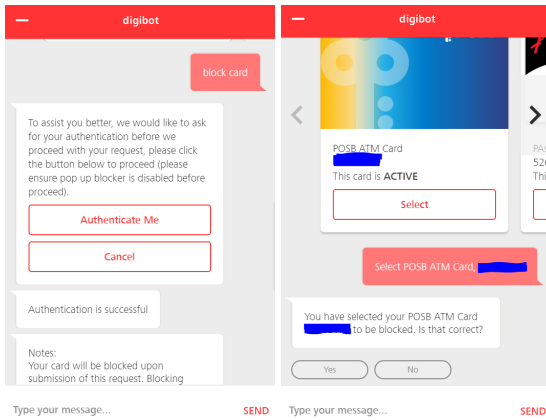 digibot
block card
To assist you better, we would like to ask
for your authentication before we
proceed with your request, please click
the button below to proceed (please
ensure pop up blocker is disabled before
proceed).
Authenticate Me
Cancel
Authentication is successful
Notes:
Your card will be blocked upon
submission of this request. Blocking
Type your message...
SEND
digibot
POSB ATM Card
This card is ACTIVE
Select
Select POSB ATM Card,
You have selected your POSB ATM Card
to be blocked. Is that correct?
Yes
No
Type your message...
SEND